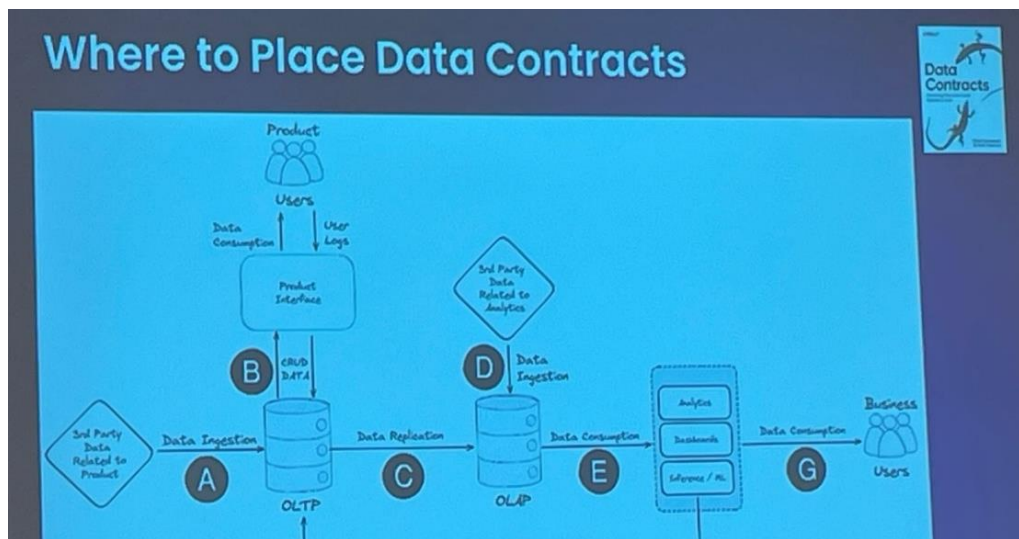 Where to Place Data Contracts
Data
Contracts
Product
Users
Data
Consumption
User
Logs
Product
Interface
3rd Party
Data
Related to
Analytics
B
CRUD
DATA
D
Data
Ingestion
3rd Party
Data
Related to
Product
Data Ingestion
A
OLTP
Data Replication
C
OLAP
Data Consumption
E
Analytics
Dashboards
Inference / ML
Data Consumption
G
Business
Users